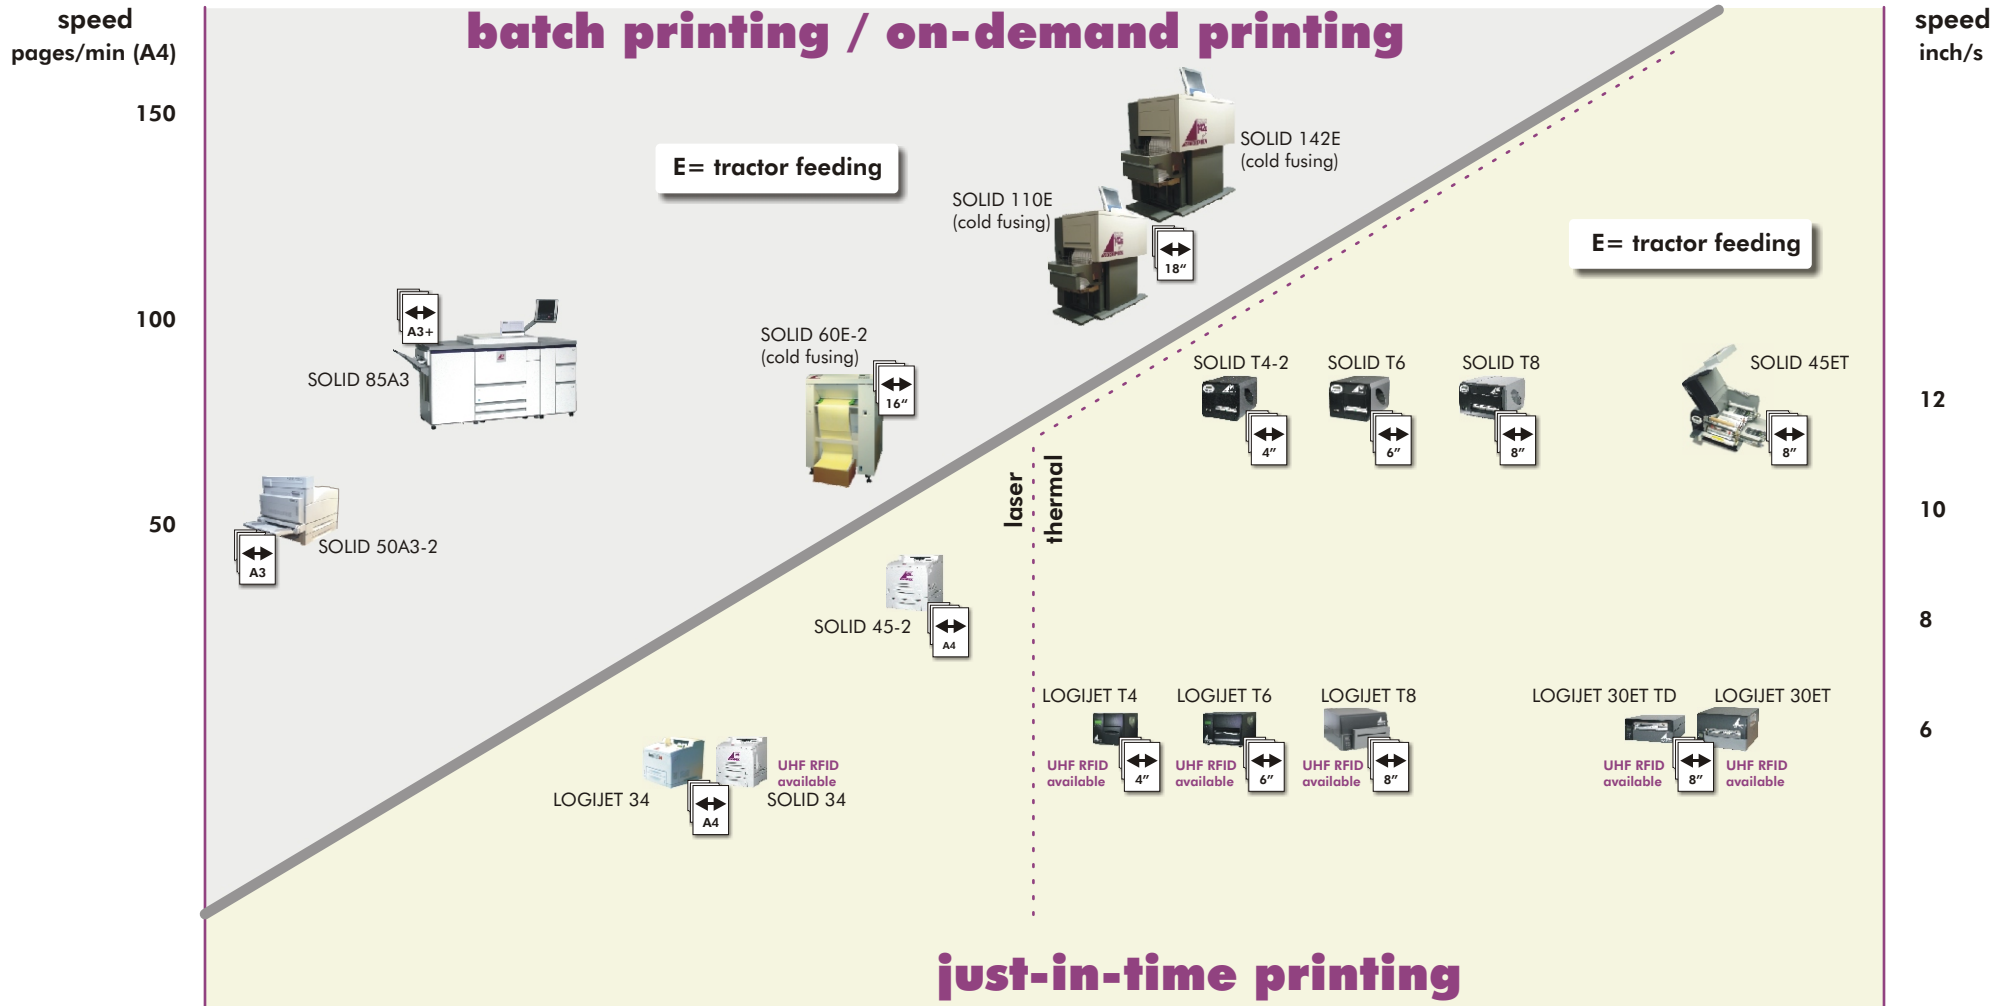 speed
pages/min (A4)
batch printing / on-demand printing
speed
inch/s
150
100
50
12
10
8
6
E= tractor feeding
SOLID 142E
(cold fusing)
SOLID 110E
(cold fusing)
18“
E= tractor feeding
A3+
SOLID 85A3
SOLID 60E-2
(cold fusing)
16“
SOLID T4-2
4”
SOLID T6
6”
SOLID T8
8”
SOLID 45ET
8”
SOLID 50A3-2
A3
laser
thermal
SOLID 45-2
A4
LOGIJET T4
UHF RFID
available
4”
LOGIJET T6
UHF RFID
available
6”
LOGIJET T8
UHF RFID
available
8”
LOGIJET 30ET TD
UHF RFID
available
8”
LOGIJET 30ET
UHF RFID
available
LOGIJET 34
A4
UHF RFID
available
SOLID 34
just-in-time printing